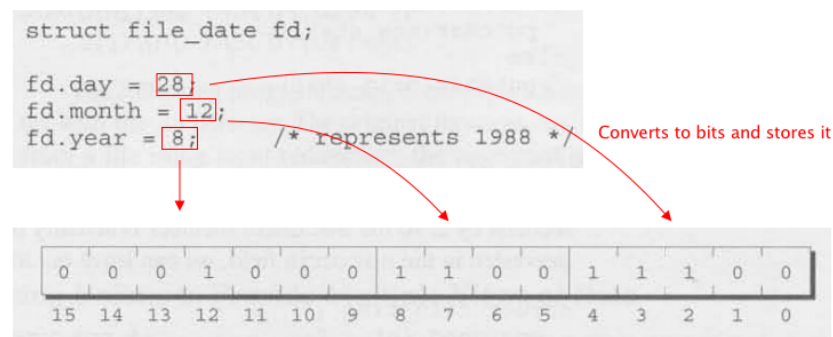 struct file_date fd;
fd.day = 28;
fd.month = 12;
fd.year = 8; /* represents 1988 */
Converts to bits and stores it
0 0 0 1 0 0 0 1 1 0 0 1 1 1 0 0
15 14 13 12 11 10 9 8 7 6 5 4 3 2 1 0